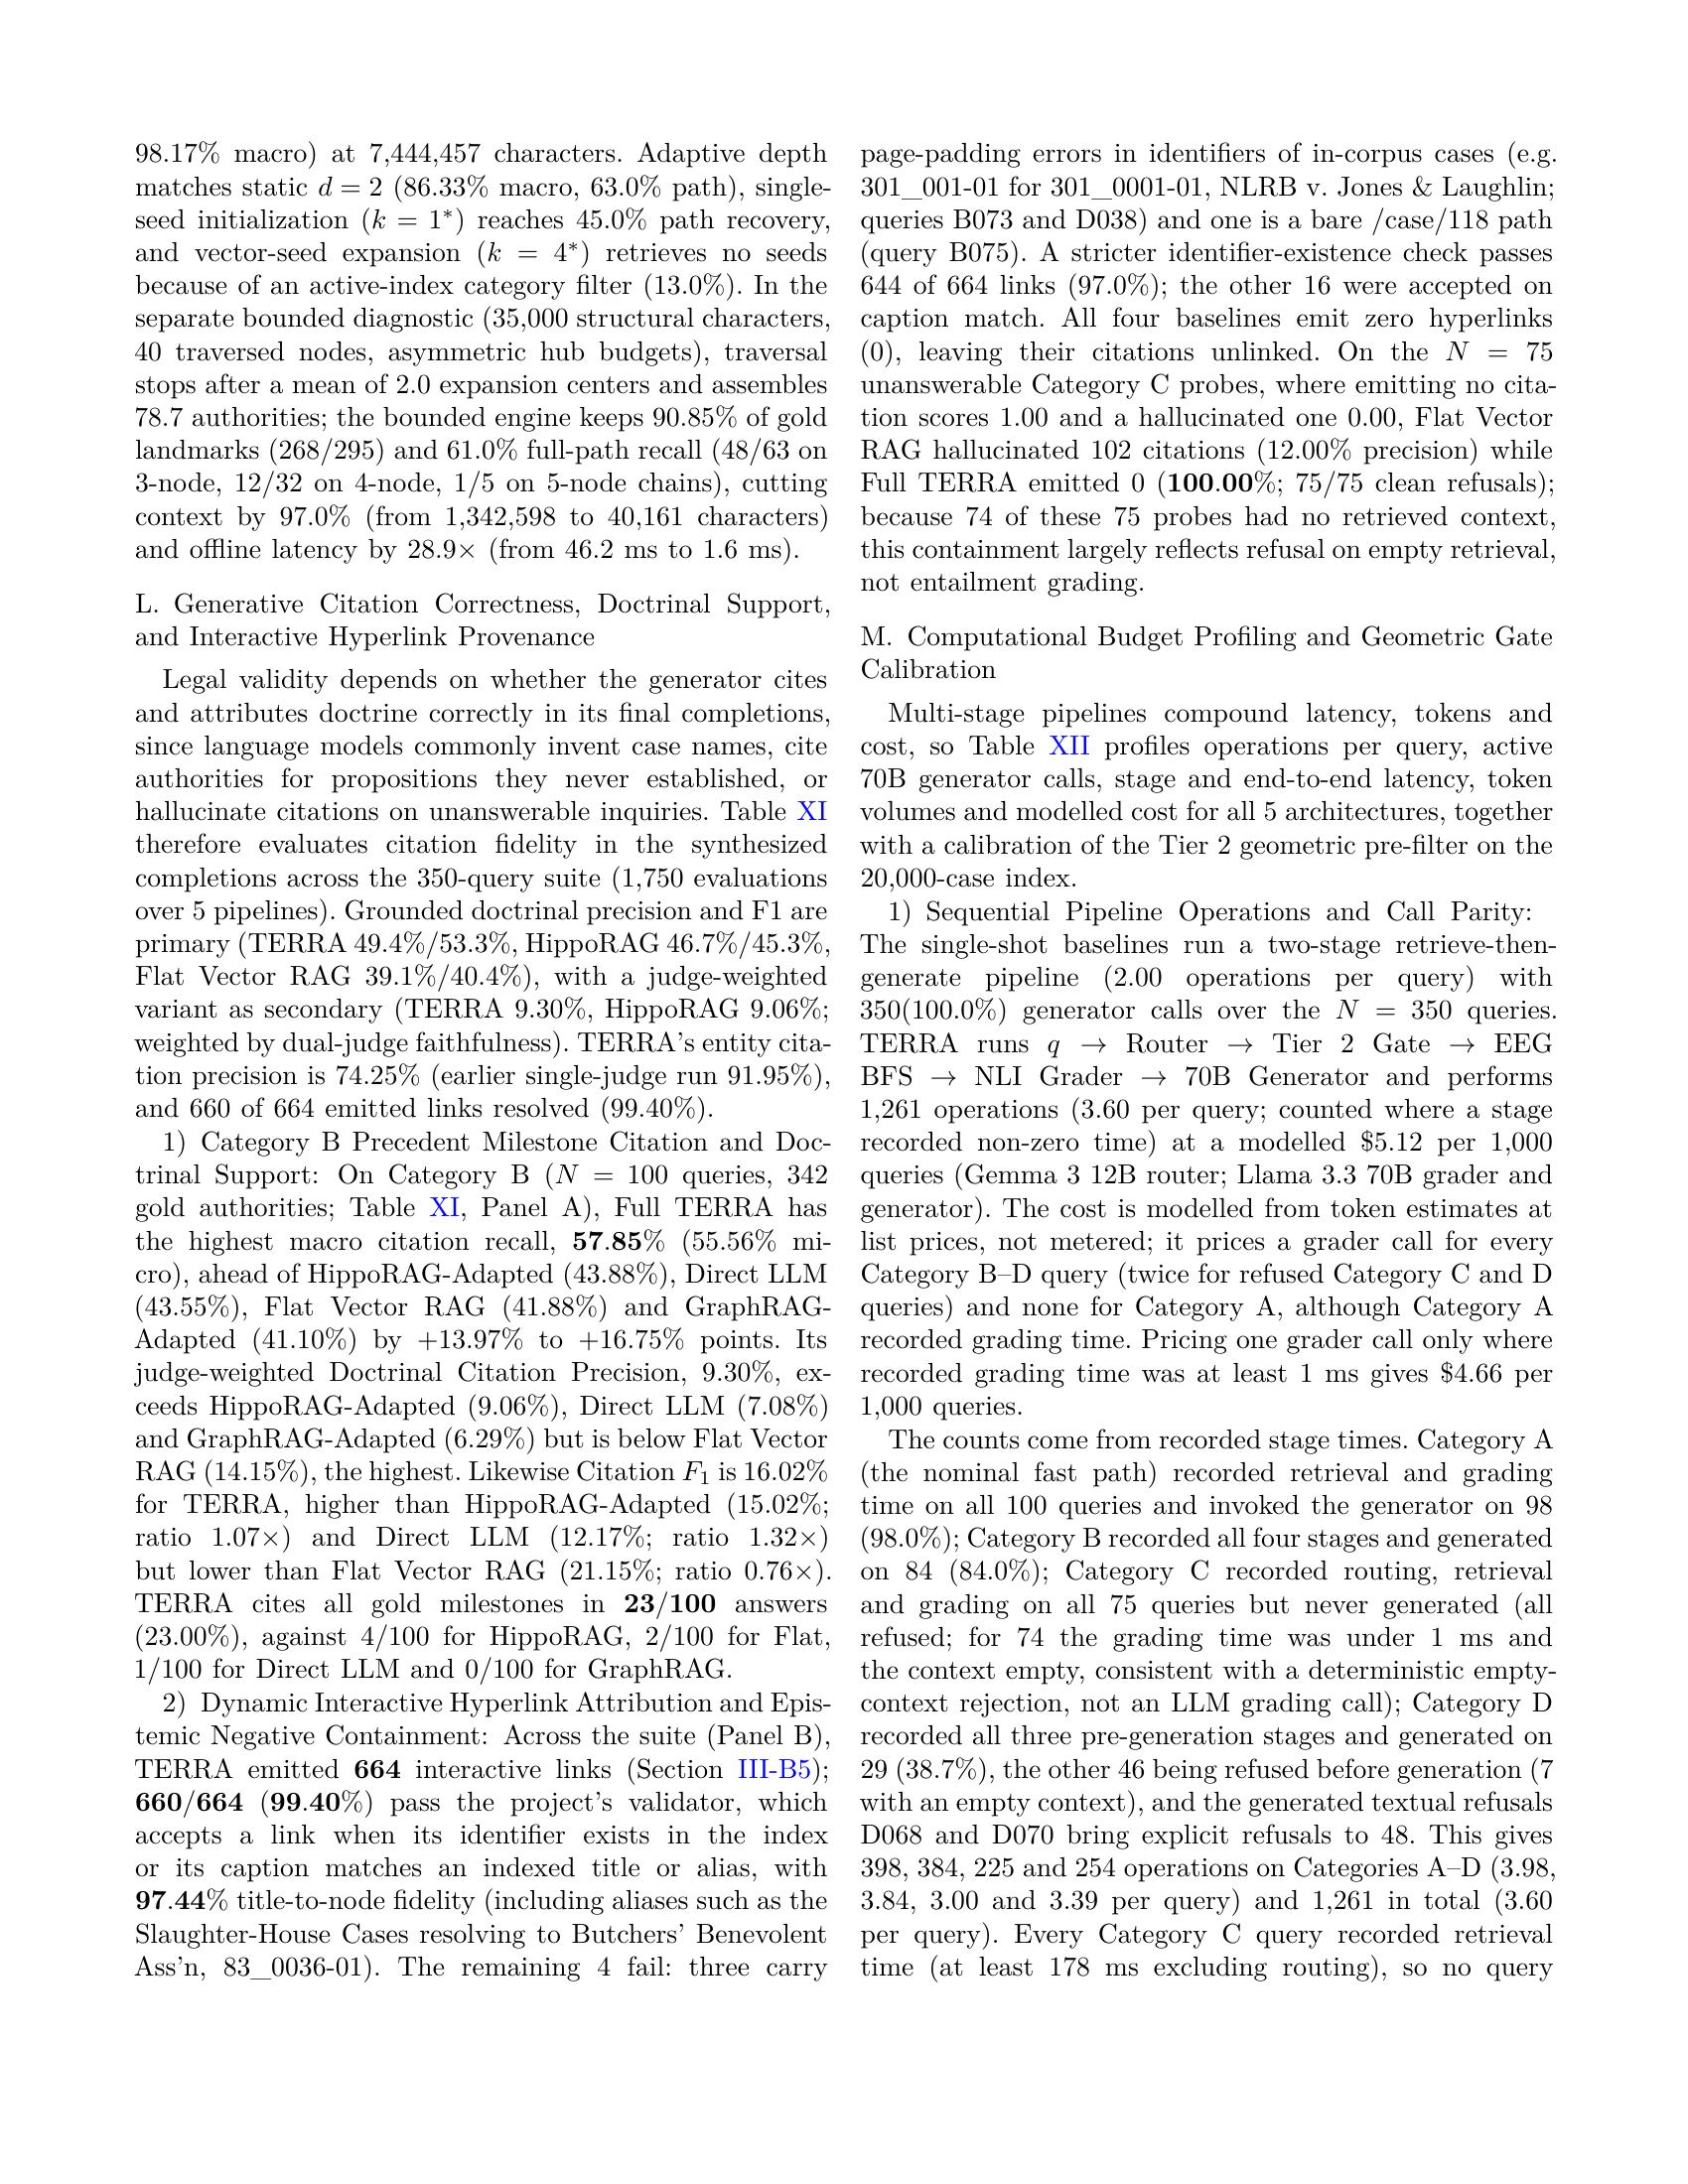 98.17% macro) at 7,444,457 characters. Adaptive depth
matches static d = 2 (86.33% macro, 63.0% path), single-
seed initialization (k = 1*) reaches 45.0% path recovery,
and vector-seed expansion (k = 4*) retrieves no seeds
because of an active-index category filter (13.0%). In the
separate bounded diagnostic (35,000 structural characters,
40 traversed nodes, asymmetric hub budgets), traversal
stops after a mean of 2.0 expansion centers and assembles
78.7 authorities; the bounded engine keeps 90.85% of gold
landmarks (268/295) and 61.0% full-path recall (48/63 on
3-node, 12/32 on 4-node, 1/5 on 5-node chains), cutting
context by 97.0% (from 1,342,598 to 40,161 characters)
and offline latency by 28.9× (from 46.2 ms to 1.6 ms).
L. Generative Citation Correctness, Doctrinal Support,
and Interactive Hyperlink Provenance
Legal validity depends on whether the generator cites
and attributes doctrine correctly in its final completions,
since language models commonly invent case names, cite
authorities for propositions they never established, or
hallucinate citations on unanswerable inquiries. Table XI
therefore evaluates citation fidelity in the synthesized
completions across the 350-query suite (1,750 evaluations
over 5 pipelines). Grounded doctrinal precision and F1 are
primary (TERRA 49.4%/53.3%, HippoRAG 46.7%/45.3%,
Flat Vector RAG 39.1%/40.4%), with a judge-weighted
variant as secondary (TERRA 9.30%, HippoRAG 9.06%;
weighted by dual-judge faithfulness). TERRA's entity cita-
tion precision is 74.25% (earlier single-judge run 91.95%),
and 660 of 664 emitted links resolved (99.40%).
1) Category B Precedent Milestone Citation and Doc-
trinal Support: On Category B (N = 100 queries, 342
gold authorities; Table XI, Panel A), Full TERRA has
the highest macro citation recall, 57.85% (55.56% mi-
cro), ahead of HippoRAG-Adapted (43.88%), Direct LLM
(43.55%), Flat Vector RAG (41.88%) and GraphRAG-
Adapted (41.10%) by +13.97% to +16.75% points. Its
judge-weighted Doctrinal Citation Precision, 9.30%, ex-
ceeds HippoRAG-Adapted (9.06%), Direct LLM (7.08%)
and GraphRAG-Adapted (6.29%) but is below Flat Vector
RAG (14.15%), the highest. Likewise Citation F1 is 16.02%
for TERRA, higher than HippoRAG-Adapted (15.02%;
ratio 1.07×) and Direct LLM (12.17%; ratio 1.32×)
but lower than Flat Vector RAG (21.15%; ratio 0.76×).
TERRA cites all gold milestones in 23/100 answers
(23.00%), against 4/100 for HippoRAG, 2/100 for Flat,
1/100 for Direct LLM and 0/100 for GraphRAG.
2) Dynamic Interactive Hyperlink Attribution and Epis-
temic Negative Containment: Across the suite (Panel B),
TERRA emitted 664 interactive links (Section III-B5);
660/664 (99.40%) pass the project's validator, which
accepts a link when its identifier exists in the index
or its caption matches an indexed title or alias, with
97.44% title-to-node fidelity (including aliases such as the
Slaughter-House Cases resolving to Butchers' Benevolent
Ass'n, 83_0036-01). The remaining 4 fail: three carry
page-padding errors in identifiers of in-corpus cases (e.g.
301_001-01 for 301_0001-01, NLRB v. Jones & Laughlin;
queries B073 and D038) and one is a bare /case/118 path
(query B075). A stricter identifier-existence check passes
644 of 664 links (97.0%); the other 16 were accepted on
caption match. All four baselines emit zero hyperlinks
(0), leaving their citations unlinked. On the N = 75
unanswerable Category C probes, where emitting no cita-
tion scores 1.00 and a hallucinated one 0.00, Flat Vector
RAG hallucinated 102 citations (12.00% precision) while
Full TERRA emitted 0 (100.00%; 75/75 clean refusals);
because 74 of these 75 probes had no retrieved context,
this containment largely reflects refusal on empty retrieval,
not entailment grading.
M. Computational Budget Profiling and Geometric Gate
Calibration
Multi-stage pipelines compound latency, tokens and
cost, so Table XII profiles operations per query, active
70B generator calls, stage and end-to-end latency, token
volumes and modelled cost for all 5 architectures, together
with a calibration of the Tier 2 geometric pre-filter on the
20,000-case index.
1) Sequential Pipeline Operations and Call Parity:
The single-shot baselines run a two-stage retrieve-then-
generate pipeline (2.00 operations per query) with
350(100.0%) generator calls over the N = 350 queries.
TERRA runs q → Router → Tier 2 Gate → EEG
BFS → NLI Grader → 70B Generator and performs
1,261 operations (3.60 per query; counted where a stage
recorded non-zero time) at a modelled $5.12 per 1,000
queries (Gemma 3 12B router; Llama 3.3 70B grader and
generator). The cost is modelled from token estimates at
list prices, not metered; it prices a grader call for every
Category B–D query (twice for refused Category C and D
queries) and none for Category A, although Category A
recorded grading time. Pricing one grader call only where
recorded grading time was at least 1 ms gives $4.66 per
1,000 queries.
The counts come from recorded stage times. Category A
(the nominal fast path) recorded retrieval and grading
time on all 100 queries and invoked the generator on 98
(98.0%); Category B recorded all four stages and generated
on 84 (84.0%); Category C recorded routing, retrieval
and grading on all 75 queries but never generated (all
refused; for 74 the grading time was under 1 ms and
the context empty, consistent with a deterministic empty-
context rejection, not an LLM grading call); Category D
recorded all three pre-generation stages and generated on
29 (38.7%), the other 46 being refused before generation (7
with an empty context), and the generated textual refusals
D068 and D070 bring explicit refusals to 48. This gives
398, 384, 225 and 254 operations on Categories A–D (3.98,
3.84, 3.00 and 3.39 per query) and 1,261 in total (3.60
per query). Every Category C query recorded retrieval
time (at least 178 ms excluding routing), so no query